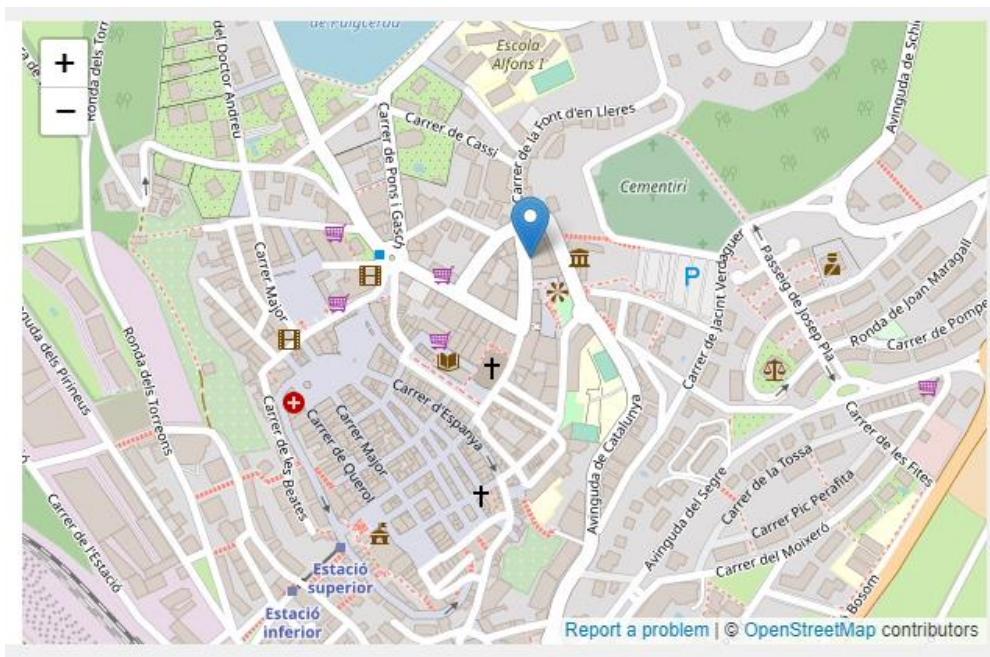 de Puigcerdà
Escola
Alfons I
+
−
Ronda dels Torr
del Doctor Andreu
Avinguda de Schi
Carrer de Cassi
Carrer de la Font d'en Lleres
Carrer de Pons i Gasch
Cementiri
Carrer Major
P
Carrer de Jacint Verdaguer
Passeig de Josep Pla
Ronda de Joan Maragall
Carrer de Pompe
nguda dels Pirineus
Ronda dels Torreons
Carrer d'Espanya
Carrer Major
Carrer de Querol
Carrer de les Beates
Avinguda de Catalunya
Carrer de les Fites
Carrer de la Tossa
Avinguda del Segre
Carrer Pic Perafita
Carrer del Moixeró
Carrer de l'Estació
Estació
superior
Estació
inferior
Bosom
Report a problem | © OpenStreetMap contributors